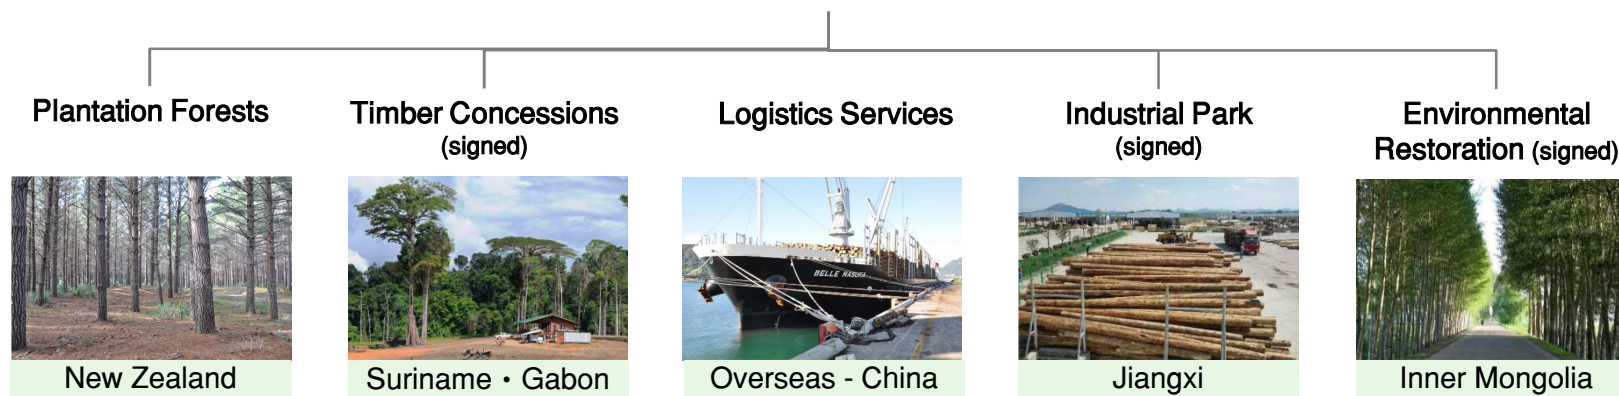 Plantation Forests
Timber Concessions
(signed)
Logistics Services
Industrial Park
(signed)
Environmental
Restoration (signed)
BELLE MASUKA
New Zealand
Suriname・Gabon
Overseas - China
Jiangxi
Inner Mongolia